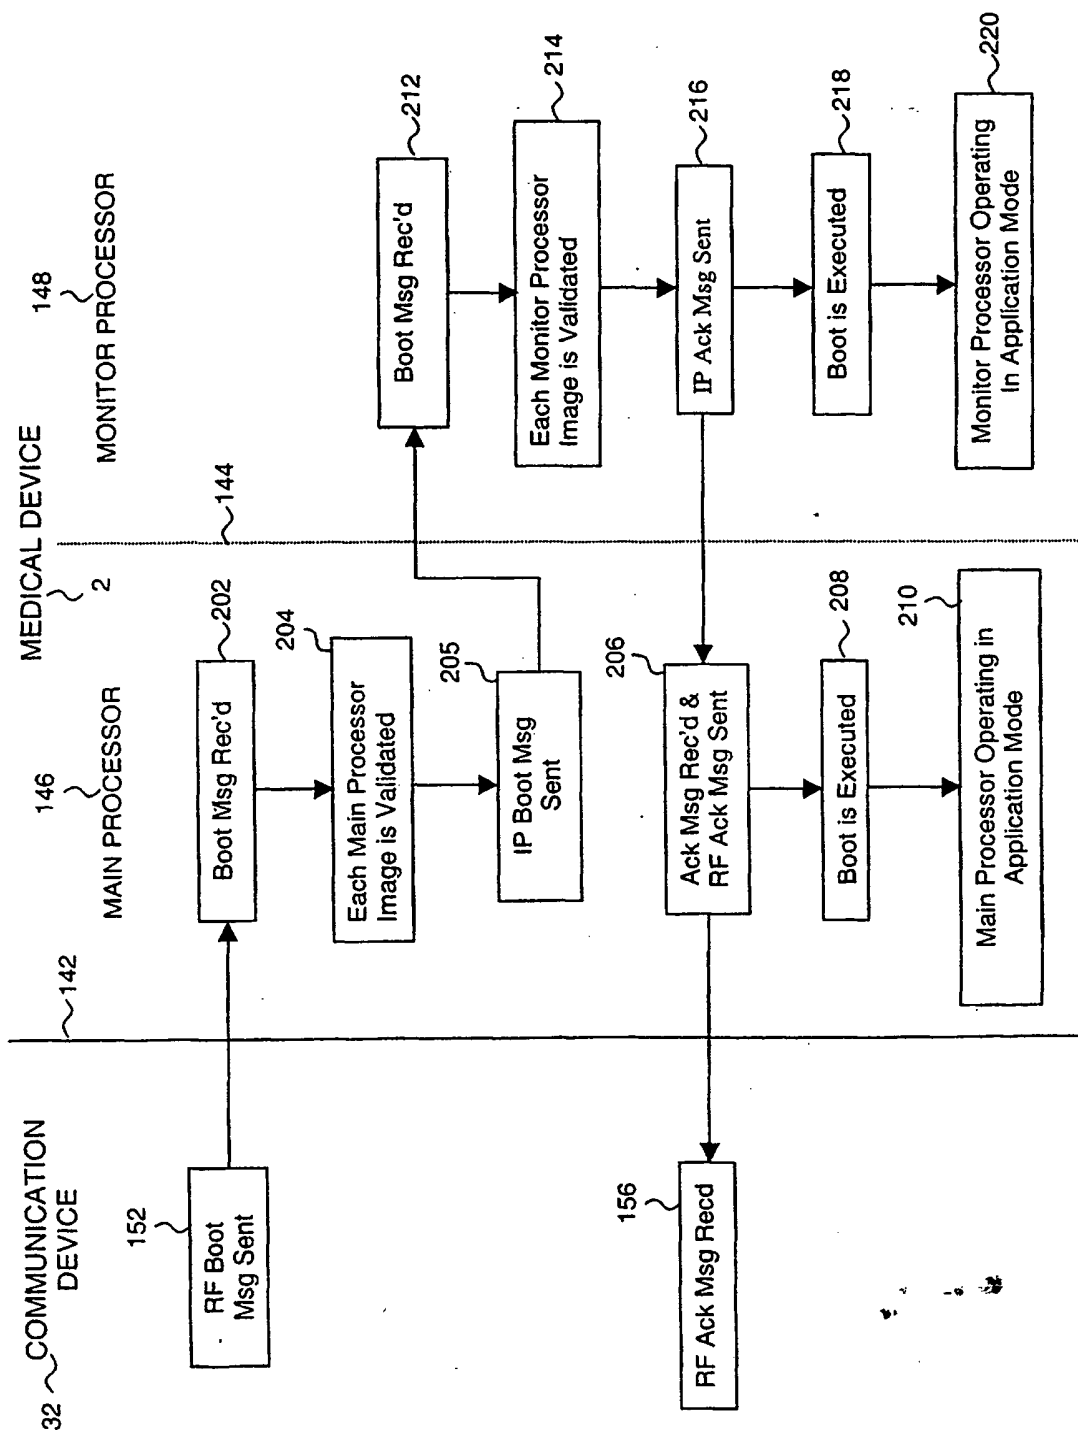 MEDICAL DEVICE
2
32
COMMUNICATION
DEVICE
142
146
MAIN PROCESSOR
144
148
MONITOR PROCESSOR
152
RF Boot
Msg Sent
202
Boot Msg Rec'd
204
Each Main Processor
Image is Validated
205
IP Boot Msg
Sent
212
Boot Msg Rec'd
214
Each Monitor Processor
Image is Validated
216
IP Ack Msg Sent
206
Ack Msg Rec'd &
RF Ack Msg Sent
156
RF Ack Msg Recd
208
Boot is Executed
210
Main Processor Operating in
Application Mode
218
Boot is Executed
220
Monitor Processor Operating
In Application Mode